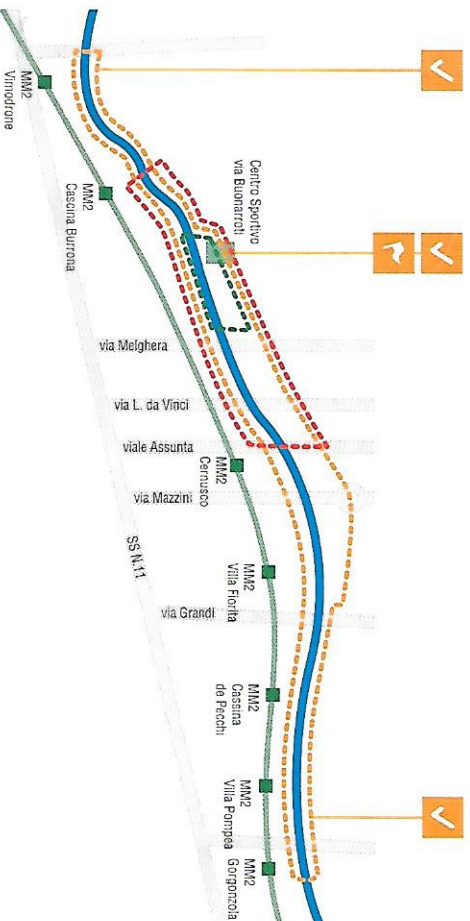 MM2
Vimodrone
MM2
Cascina Burrona
Centro Sportivo
via Buonarroti
via Melghera
via L. da Vinci
viale Assunta
MM2
Cernusco
via Mazzini
SS N.11
MM2
Villa Fiorita
via Grandi
MM2
Cassina
de Pecchi
MM2
Villa Pompea
MM2
Gorgonzola